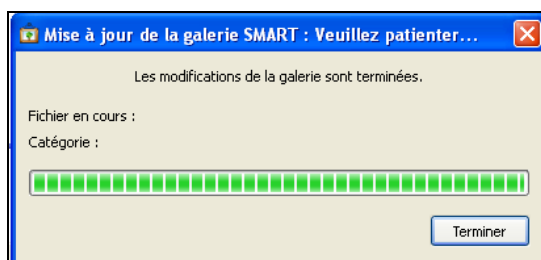 Mise à jour de la galerie SMART : Veuillez patienter...
Les modifications de la galerie sont terminées.
Fichier en cours :
Catégorie :
Terminer